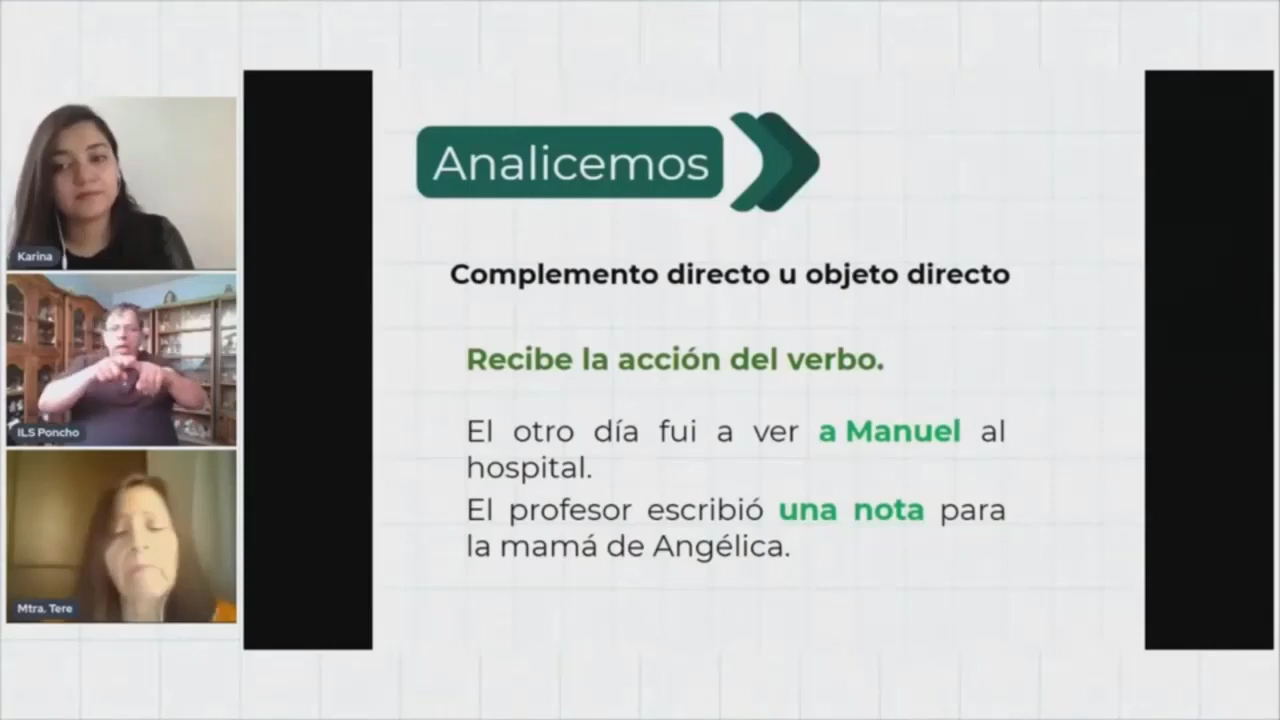 Analicemos
Complemento directo u objeto directo
Recibe la acción del verbo.
El otro día fui a ver a Manuel al
hospital.
El profesor escribió una nota para
la mamá de Angélica.
Karina
ILS Poncho
Mtra. Tere